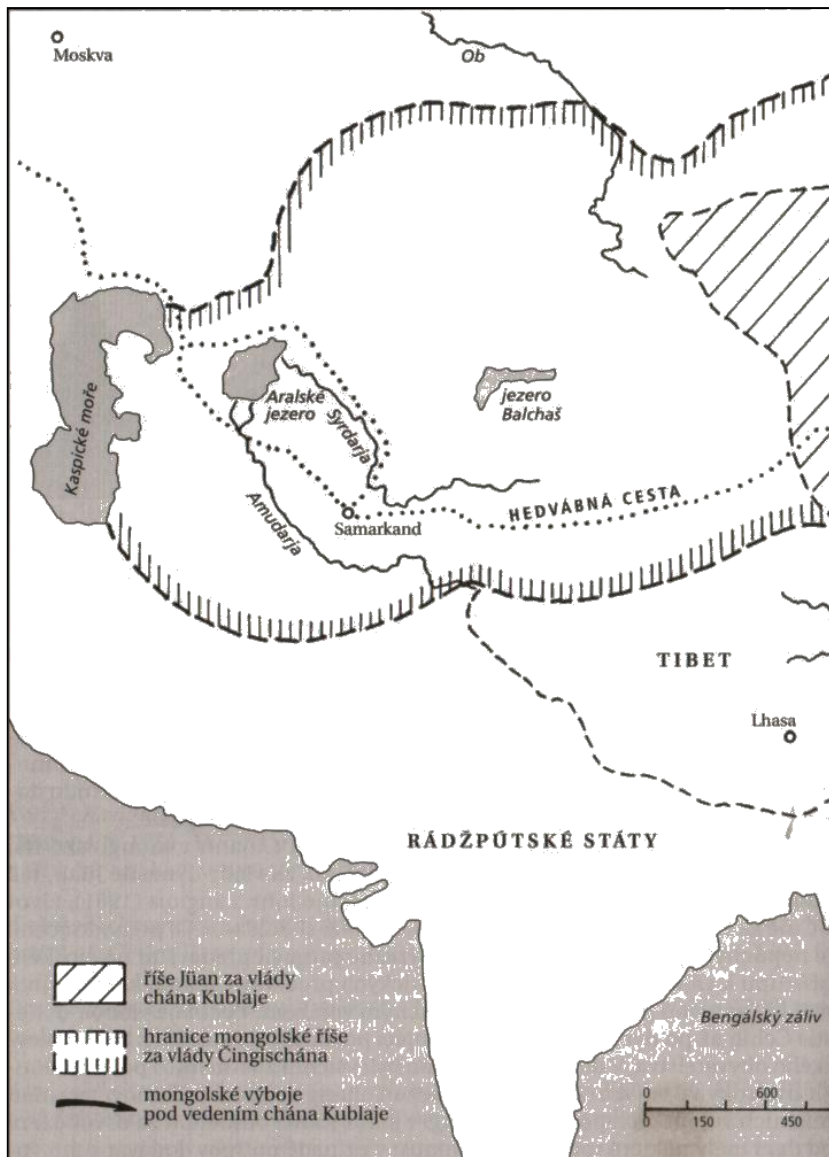 Moskva
Ob
Kaspické moře
Aralské
jezero
Syrdarja
jezero
Balchaš
Amudarja
Samarkand
HEDVÁBNÁ CESTA
TIBET
Lhasa
RÁDŽPÚTSKÉ STÁTY
říše Jüan za vlády
chána Kublaje
hranice mongolské říše
za vlády Čingischána
mongolské výboje
pod vedením chána Kublaje
Bengálský záliv
0 600
0 150 450